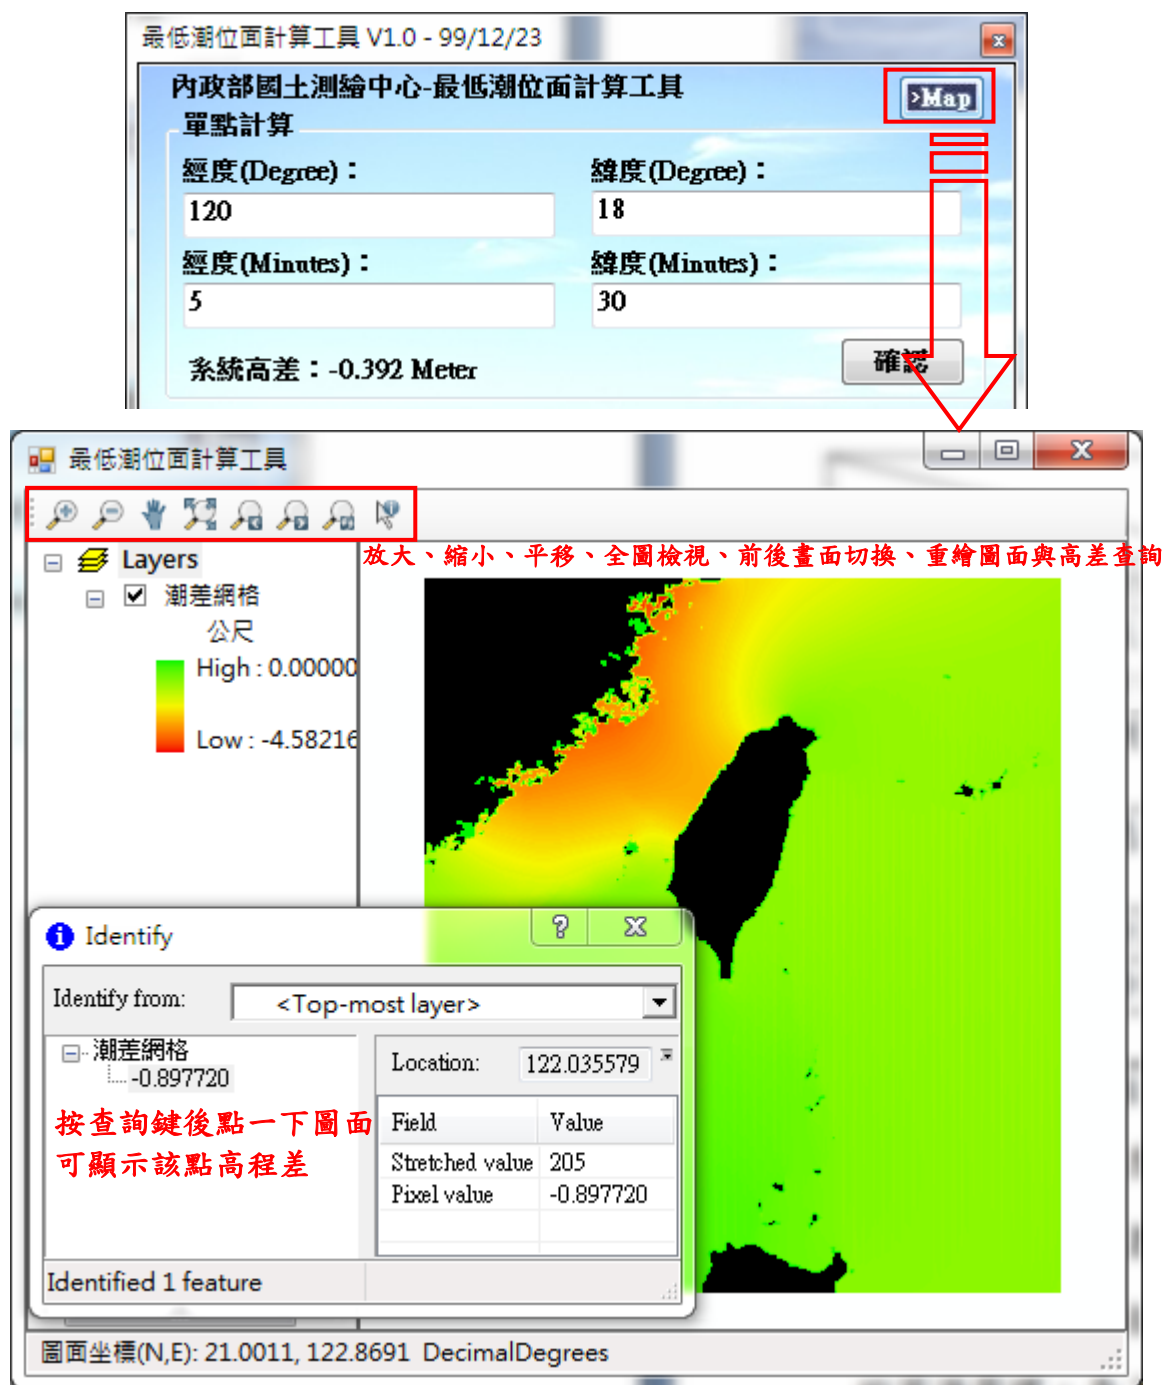 最低潮位面計算工具 V1.0 - 99/12/23
內政部國土測繪中心-最低潮位面計算工具
>Map
單點計算
經度(Degree)： 緯度(Degree)：
120 18
經度(Minutes)： 緯度(Minutes)：
5 30
系統高差：-0.392 Meter 確認
最低潮位面計算工具
放大、縮小、平移、全圖檢視、前後畫面切換、重繪圖面與高差查詢
Layers
潮差網格
公尺
High : 0.00000
Low : -4.58216
Identify
Identify from: <Top-most layer>
潮差網格
-0.897720
Location: 122.035579
按查詢鍵後點一下圖面
可顯示該點高程差
Field Value
Stretched value 205
Pixel value -0.897720
Identified 1 feature
圖面坐標(N,E): 21.0011, 122.8691 DecimalDegrees